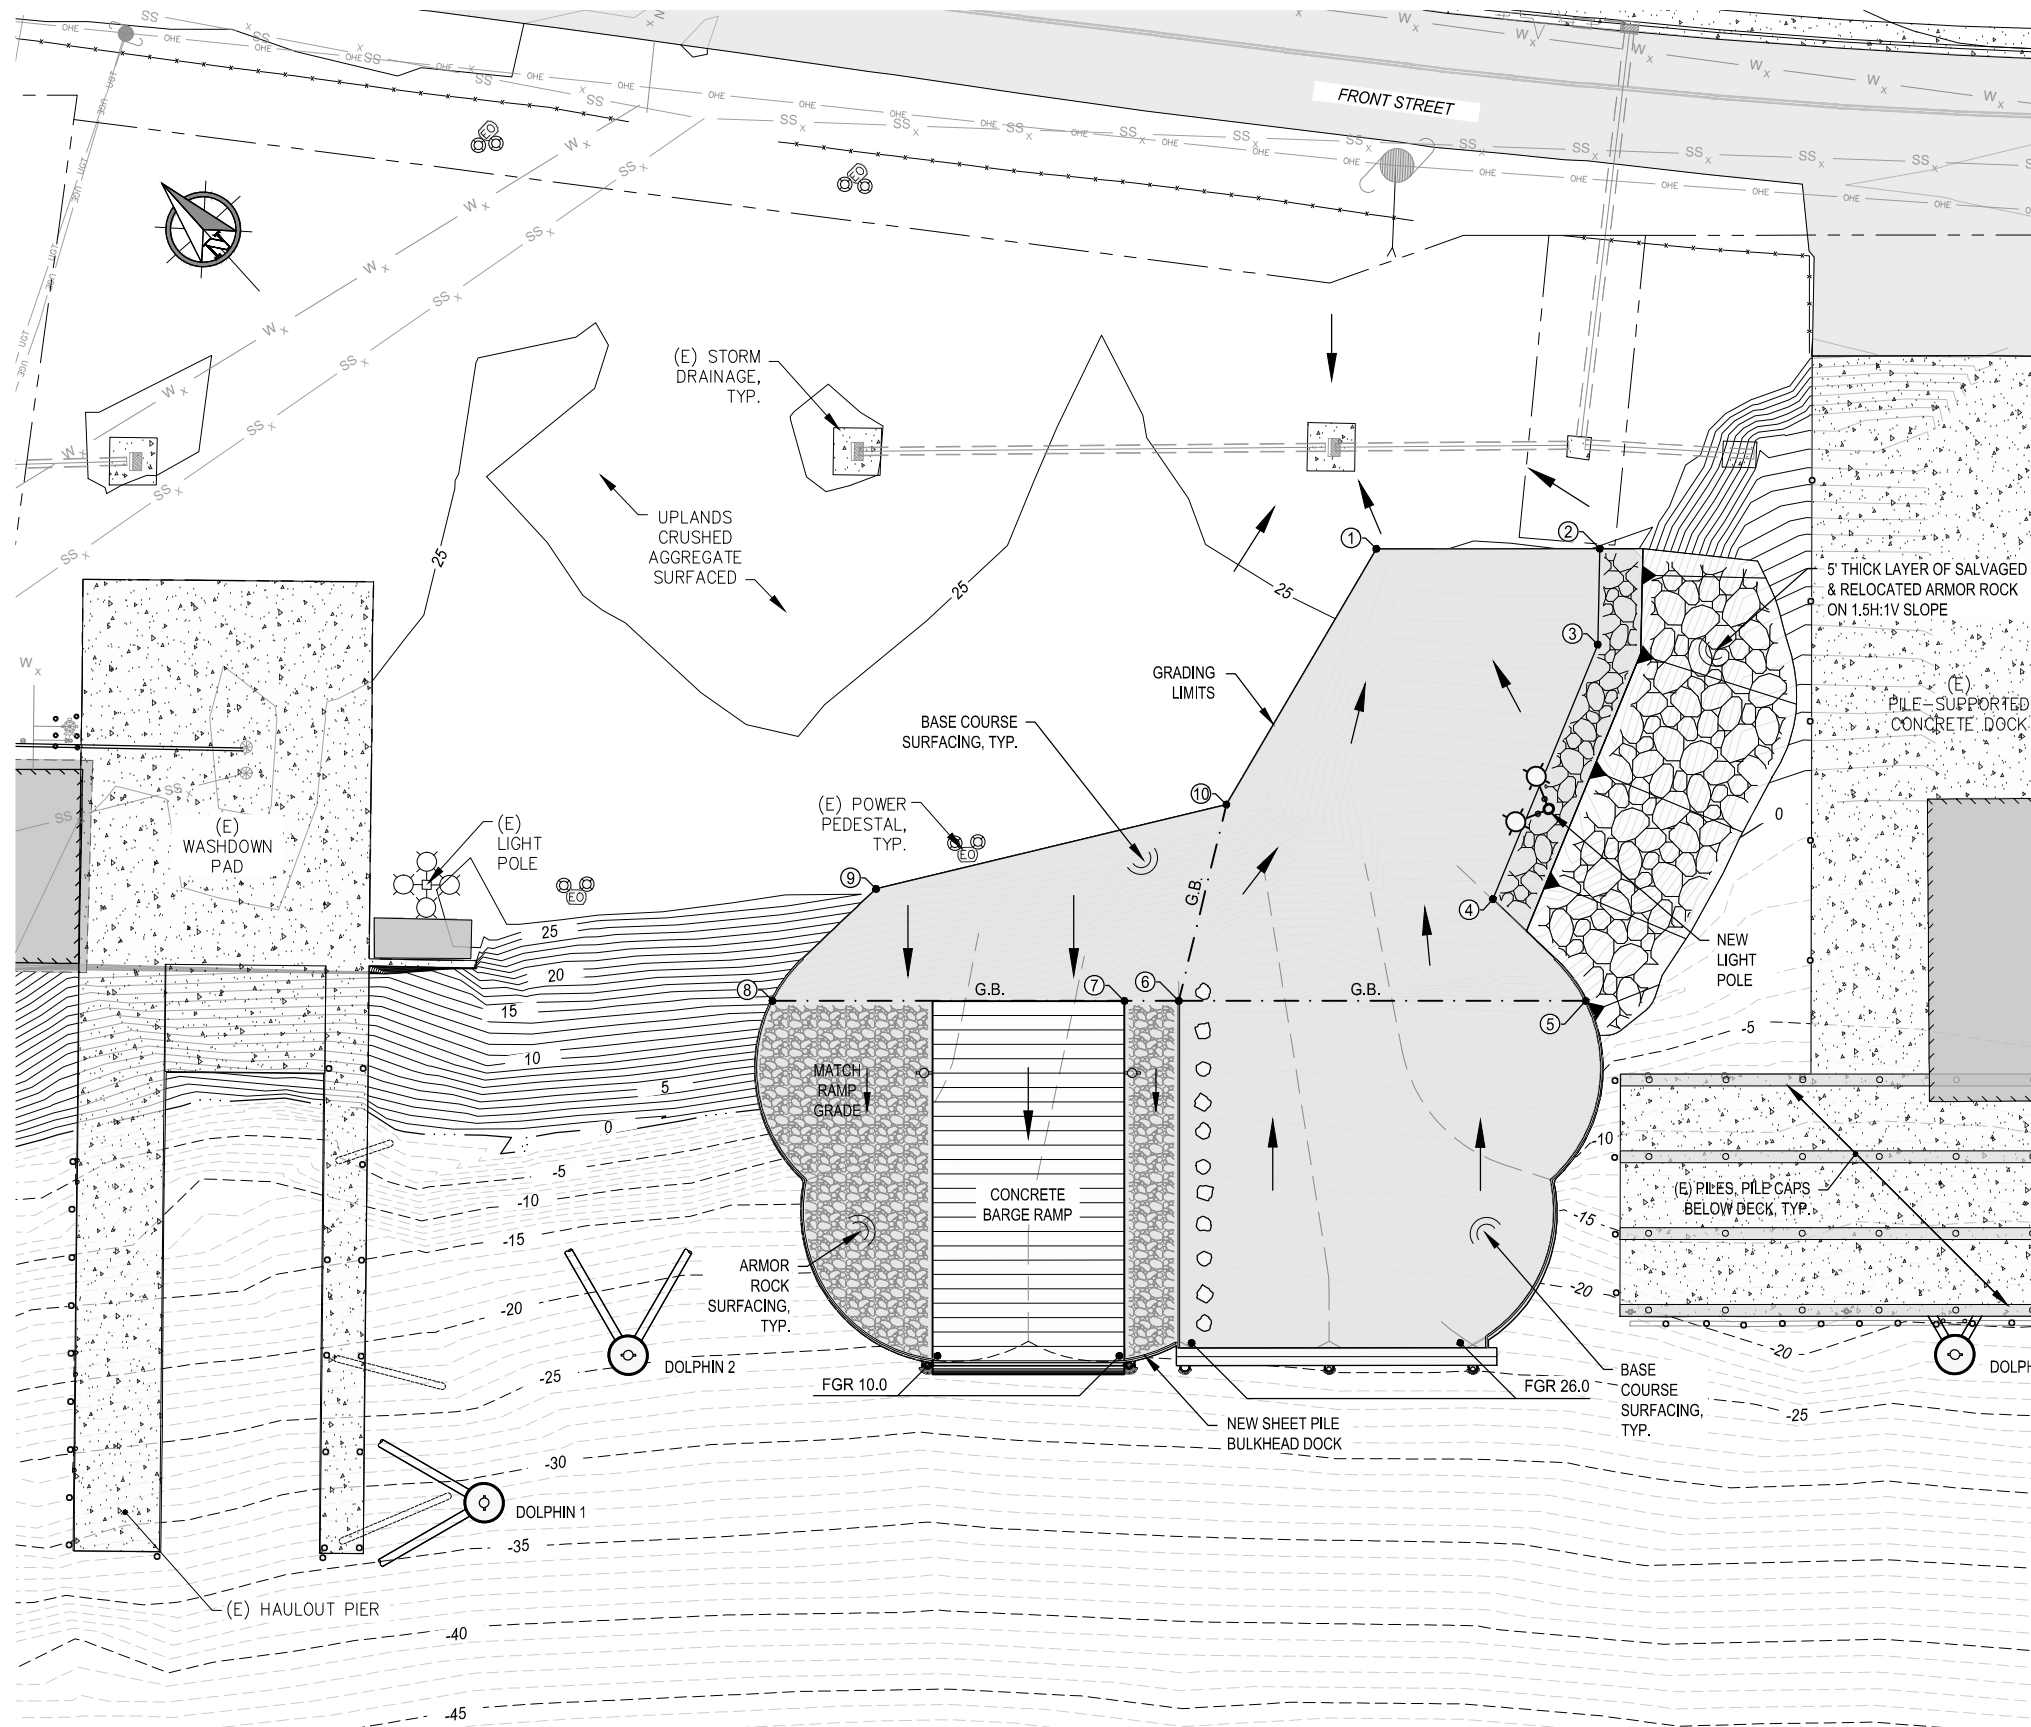 FRONT STREET
(E) STORM
DRAINAGE,
TYP.
UPLANDS
CRUSHED
AGGREGATE
SURFACED
25
25
25
1
2
3
5' THICK LAYER OF SALVAGED
& RELOCATED ARMOR ROCK
ON 1.5H:1V SLOPE
GRADING
LIMITS
BASE COURSE
SURFACING, TYP.
(E)
PILE-SUPPORTED
CONCRETE DOCK
(E)
WASHDOWN
PAD
(E)
LIGHT
POLE
(E) POWER
PEDESTAL,
TYP.
10
9
4
0
G.B.
NEW
LIGHT
POLE
25
20
15
10
5
0
-5
-10
-15
-20
-25
-30
-35
-40
-45
8
G.B.
7
6
G.B.
5
-5
MATCH
RAMP
GRADE
CONCRETE
BARGE RAMP
-10
-15
-20
(E) PILES, PILE CAPS
BELOW DECK, TYP.
ARMOR
ROCK
SURFACING,
TYP.
DOLPHIN 2
FGR 10.0
FGR 26.0
BASE
COURSE
SURFACING,
TYP.
-20
DOLPH
-25
NEW SHEET PILE
BULKHEAD DOCK
DOLPHIN 1
(E) HAULOUT PIER
OHE
SS
W
UGT
UGE
EO
N